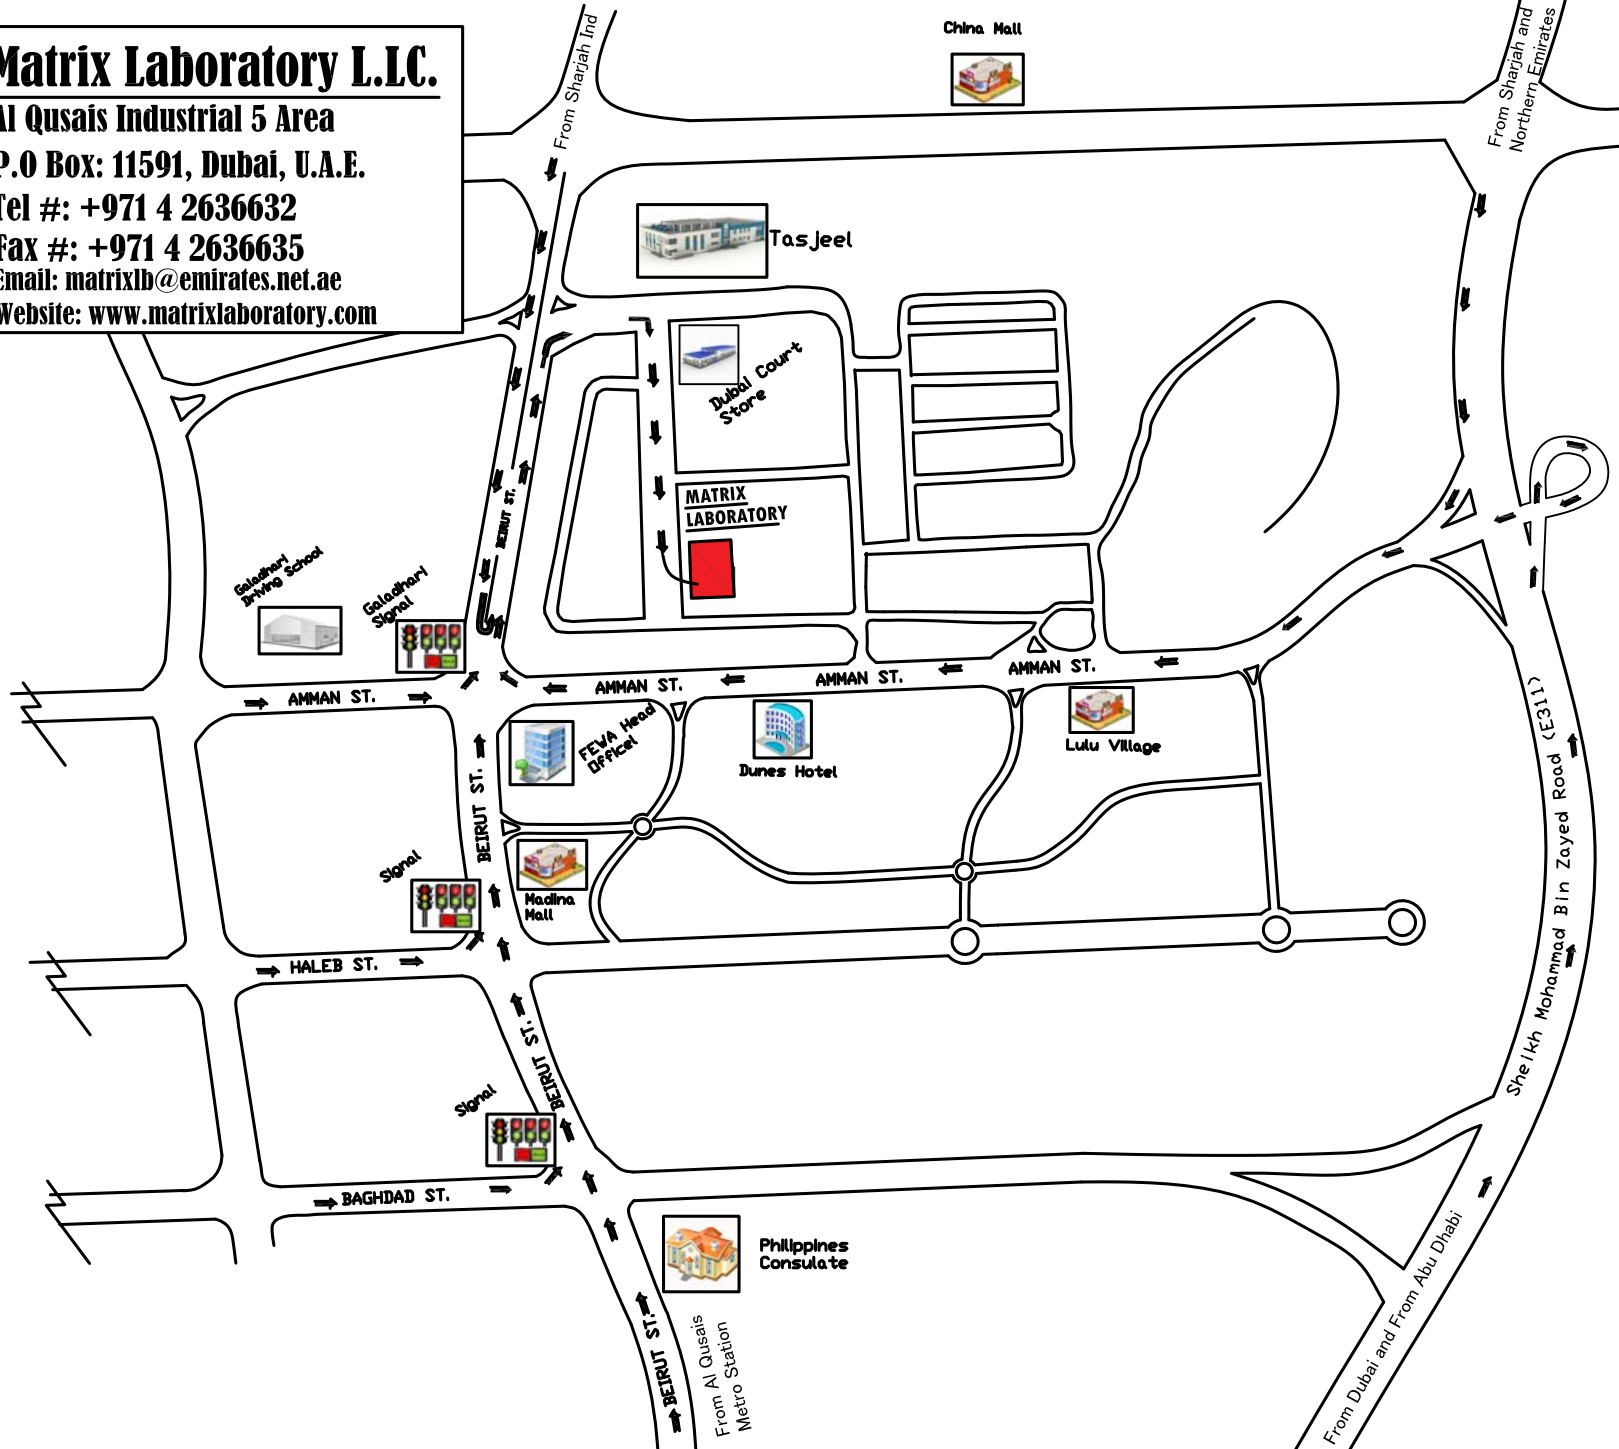 Matrix Laboratory L.LC.
Al Qusais Industrial 5 Area
P.O Box: 11591, Dubai, U.A.E.
Tel #: +971 4 2636632
Fax #: +971 4 2636635
Email: matrixlb@emirates.net.ae
Website: www.matrixlaboratory.com
From Sharjah Ind
China Mall
From Sharjah and
Northern Emirates
Tasjeel
Dubai Court
Store
MATRIX
LABORATORY
BEIRUT ST.
Galadhari
Driving School
Galadhari
Signal
AMMAN ST.
AMMAN ST.
AMMAN ST.
AMMAN ST.
FEWA Head
Office!
Dunes Hotel
Lulu Village
BEIRUT ST.
Signal
Madina
Mall
HALEB ST.
BEIRUT ST.
BEIRUT ST.
Sheikh Mohammad Bin Zayed Road (E311)
Signal
BAGHDAD ST.
Philippines
Consulate
BEIRUT ST.
From Al Qusais
Metro Station
From Dubai and From Abu Dhabi